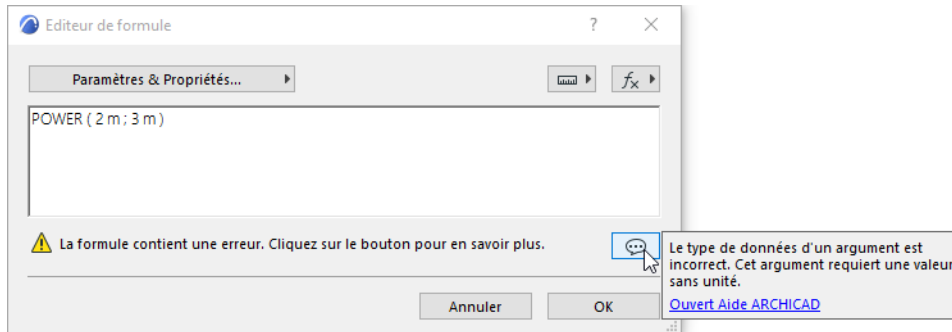 Editeur de formule
Paramètres & Propriétés...
fx
POWER ( 2 m ; 3 m )
La formule contient une erreur. Cliquez sur le bouton pour en savoir plus.
Le type de données d'un argument est
incorrect. Cet argument requiert une valeur
sans unité.
Ouvert Aide ARCHICAD
Annuler
OK